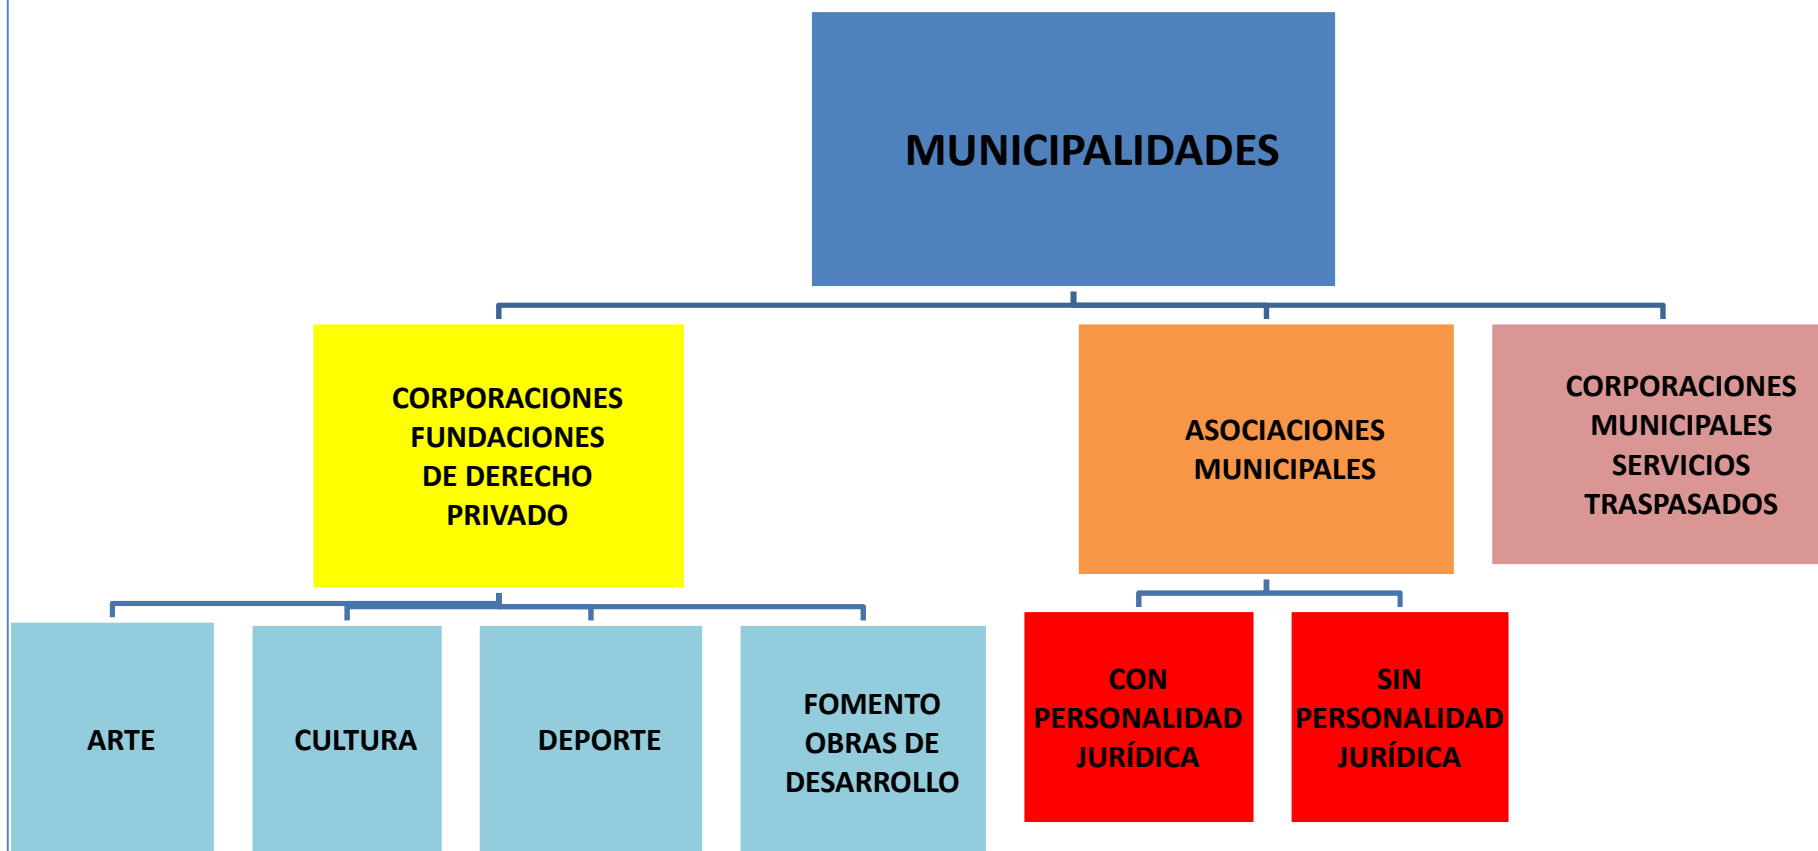 MUNICIPALIDADES
CORPORACIONES
FUNDACIONES
DE DERECHO
PRIVADO
ASOCIACIONES
MUNICIPALES
CORPORACIONES
MUNICIPALES
SERVICIOS
TRASPASADOS
ARTE
CULTURA
DEPORTE
FOMENTO
OBRAS DE
DESARROLLO
CON
PERSONALIDAD
JURÍDICA
SIN
PERSONALIDAD
JURÍDICA